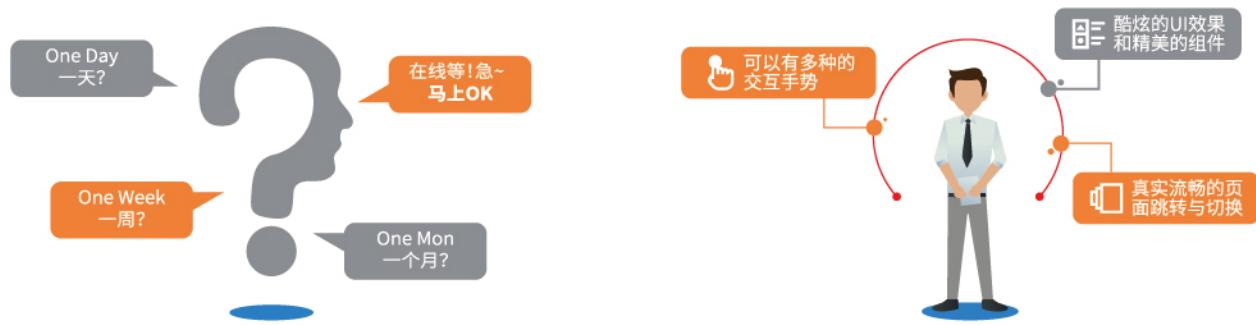 One Day
一天?
在线等!急~
马上OK
One Week
一周?
One Mon
一个月?
可以有多种的
交互手势
酷炫的UI效果
和精美的组件
真实流畅的页
面跳转与切换